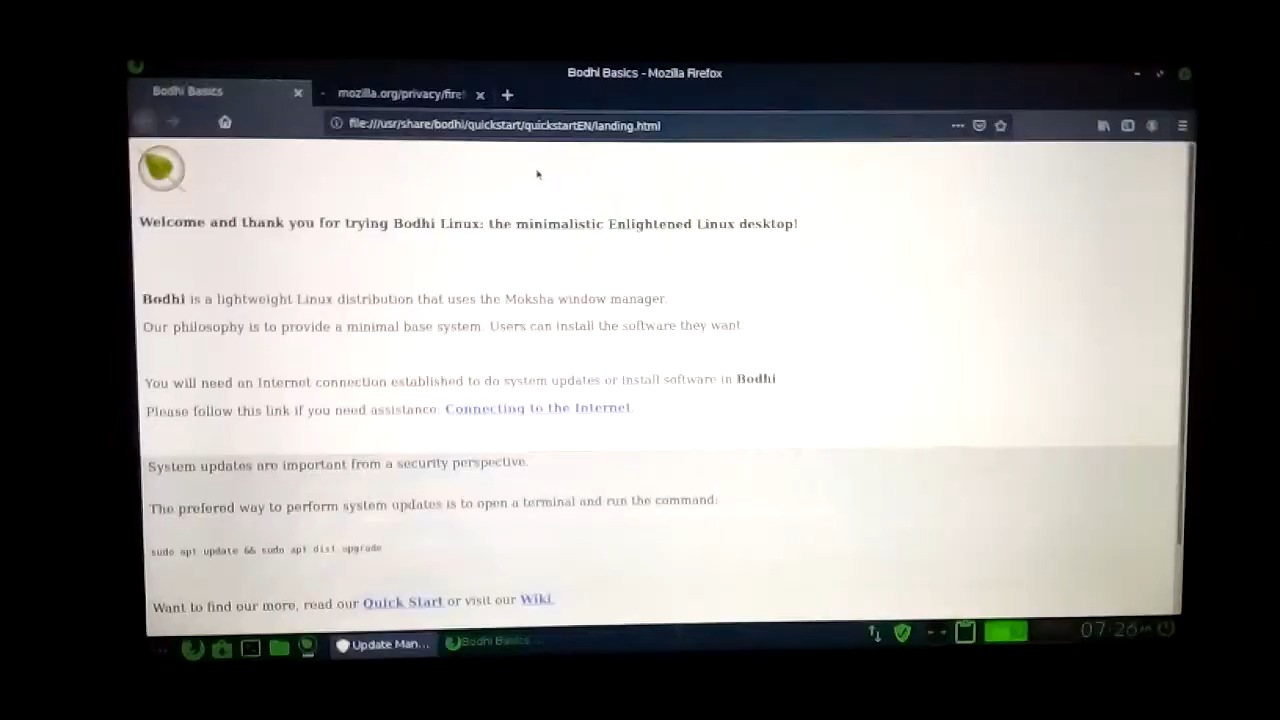 Bodhi Basics - Mozilla Firefox
Bodhi Basics
mozilla.org/privacy/firef
file:///usr/share/bodhi/quickstart/quickstartEN/landing.html
Welcome and thank you for trying Bodhi Linux: the minimalistic Enlightened Linux desktop!
Bodhi is a lightweight Linux distribution that uses the Moksha window manager.
Our philosophy is to provide a minimal base system. Users can install the software they want
You will need an Internet connection established to do system updates or install software in Bodhi
Please follow this link if you need assistance: Connecting to the Internet.
System updates are important from a security perspective.
The prefered way to perform system updates is to open a terminal and run the command:
sudo apt update && sudo apt dist upgrade
Want to find our more, read our Quick Start or visit our Wiki.
Update Man...
Bodhi Basics - ...
07:26 AM